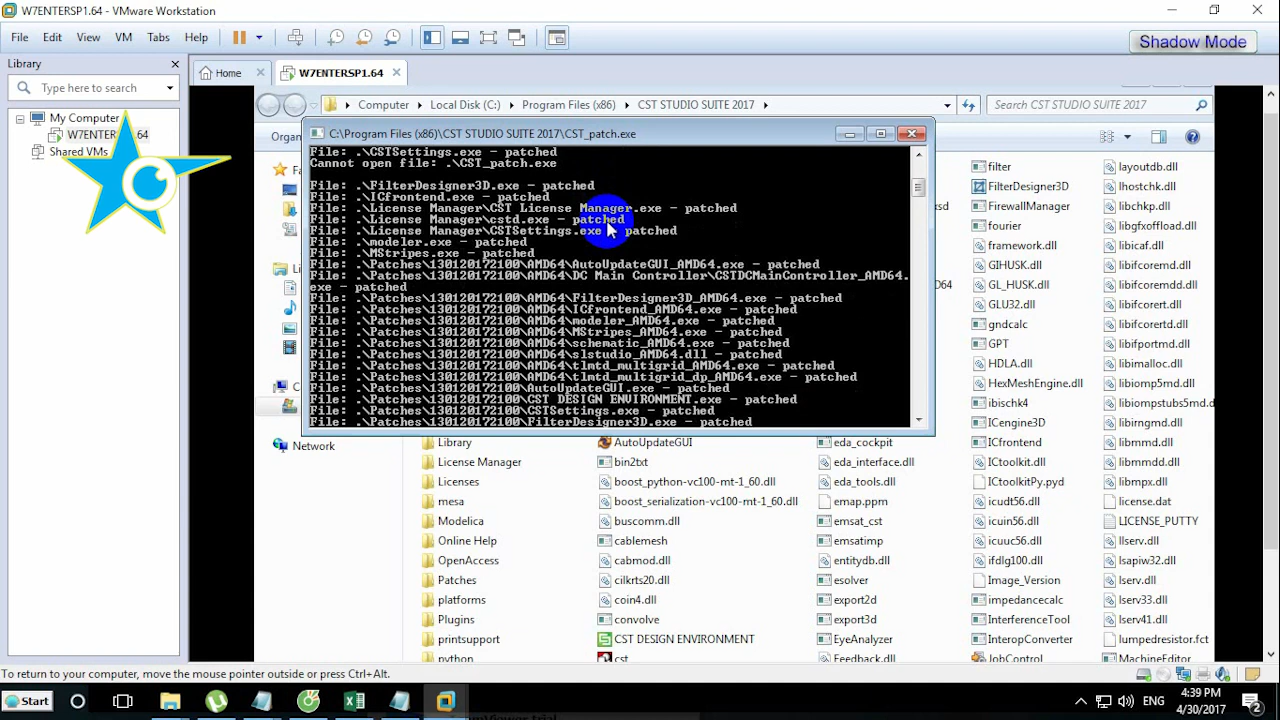 W7ENTERSP1.64 - VMware Workstation
File Edit View VM Tabs Help
Shadow Mode
Library
Home
W7ENTERSP1.64
Type here to search
My Computer
W7ENTER 64
Shared VMs
Computer
Local Disk (C:)
Program Files (x86)
CST STUDIO SUITE 2017
Search CST STUDIO SUITE 2017
Organ
C:\Program Files (x86)\CST STUDIO SUITE 2017\CST_patch.exe
File: .\CSTSettings.exe - patched
Cannot open file: .\CST_patch.exe
File: .\FilterDesigner3D.exe - patched
File: .\ICfrontend.exe - patched
File: .\License Manager\CST License Manager.exe - patched
File: .\License Manager\cstd.exe - patched
File: .\License Manager\CSTSettings.exe - patched
File: .\modeler.exe - patched
File: .\MStripes.exe - patched
File: .\Patches\130120172100\AMD64\AutoUpdateGUI_AMD64.exe - patched
File: .\Patches\130120172100\AMD64\DC Main Controller\CSTDCMainController_AMD64.
exe - patched
File: .\Patches\130120172100\AMD64\FilterDesigner3D_AMD64.exe - patched
File: .\Patches\130120172100\AMD64\ICfrontend_AMD64.exe - patched
File: .\Patches\130120172100\AMD64\modeler_AMD64.exe - patched
File: .\Patches\130120172100\AMD64\MStripes_AMD64.exe - patched
File: .\Patches\130120172100\AMD64\schematic_AMD64.exe - patched
File: .\Patches\130120172100\AMD64\slstudio_AMD64.dll - patched
File: .\Patches\130120172100\AMD64\tlmtd_multigrid_AMD64.exe - patched
File: .\Patches\130120172100\AMD64\tlmtd_multigrid_dp_AMD64.exe - patched
File: .\Patches\130120172100\AutoUpdateGUI.exe - patched
File: .\Patches\130120172100\CST DESIGN ENVIRONMENT.exe - patched
File: .\Patches\130120172100\CSTSettings.exe - patched
File: .\Patches\130120172100\FilterDesigner3D.exe - patched
Network
Library
License Manager
Licenses
mesa
Modelica
Online Help
OpenAccess
Patches
platforms
Plugins
printsupport
python
AutoUpdateGUI
bin2txt
boost_python-vc100-mt-1_60.dll
boost_serialization-vc100-mt-1_60.dll
buscomm.dll
cablemesh
cabmod.dll
cilkrts20.dll
coin4.dll
convolve
CST DESIGN ENVIRONMENT
cst
eda_cockpit
eda_interface.dll
eda_tools.dll
emap.ppm
emsat_cst
emsatimp
entitydb.dll
esolver
export2d
export3d
EyeAnalyzer
Feedback.dll
filter
FilterDesigner3D
FirewallManager
fourier
framework.dll
GIHUSK.dll
GL_HUSK.dll
GLU32.dll
gndcalc
GPT
HDLA.dll
HexMeshEngine.dll
ibischk4
ICengine3D
ICfrontend
ICtoolkit.dll
ICtoolkitPy.pyd
icudt56.dll
icuin56.dll
icuuc56.dll
ifdlg100.dll
Image_Version
impedancecalc
InterferenceTool
InteropConverter
JobControl
layoutdb.dll
lhostchk.dll
libchkp.dll
libgfxosxsd
libicaf.dll
libifcoremd.dll
libifcorert.dll
libifcorertd.dll
libifportmd.dll
libimalloc.dll
libiomp5md.dll
libiompstubs5md.dll
libirngmd.dll
libmmd.dll
libmmdd.dll
libmpx.dll
license.dat
LICENSE_PUTTY
llserv.dll
lsapiw32.dll
lserv.dll
lserv33.dll
lserv41.dll
lumpedresistor.fct
MachineEditor
To return to your computer, move the mouse pointer outside or press Ctrl+Alt.
Start
ENG
4:39 PM
4/30/2017